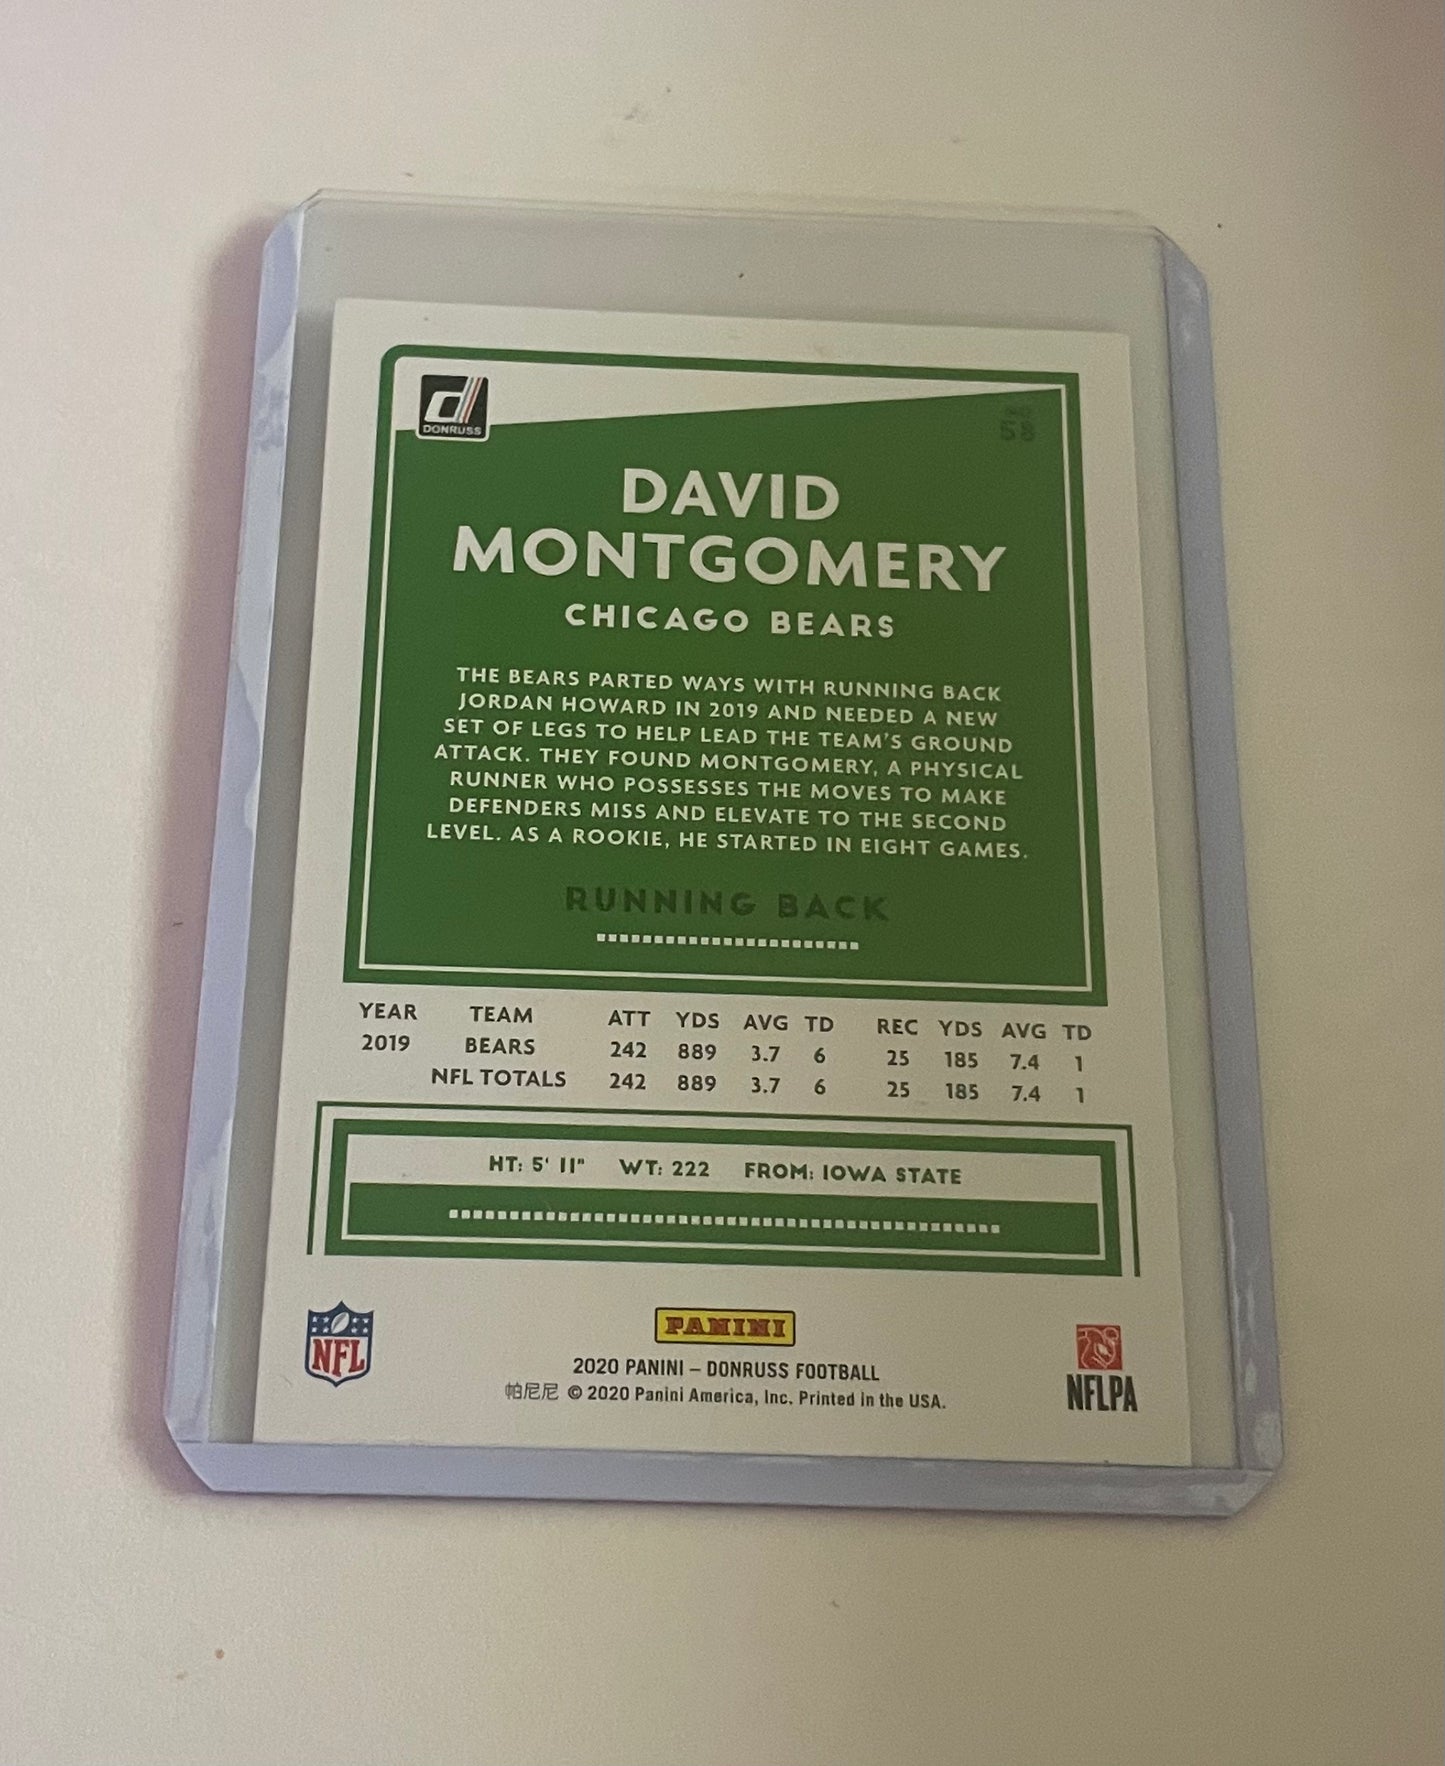 DONRUSS
NO.
58
DAVID
MONTGOMERY
CHICAGO BEARS
THE BEARS PARTED WAYS WITH RUNNING BACK
JORDAN HOWARD IN 2019 AND NEEDED A NEW
SET OF LEGS TO HELP LEAD THE TEAM'S GROUND
ATTACK. THEY FOUND MONTGOMERY, A PHYSICAL
RUNNER WHO POSSESSES THE MOVES TO MAKE
DEFENDERS MISS AND ELEVATE TO THE SECOND
LEVEL. AS A ROOKIE, HE STARTED IN EIGHT GAMES.
RUNNING BACK
YEAR TEAM ATT YDS AVG TD REC YDS AVG TD
2019 BEARS 242 889 3.7 6 25 185 7.4 1
NFL TOTALS 242 889 3.7 6 25 185 7.4 1
HT: 5' 11" WT: 222 FROM: IOWA STATE
NFL
PANINI
2020 PANINI – DONRUSS FOOTBALL
帕尼尼 © 2020 Panini America, Inc. Printed in the USA.
NFLPA